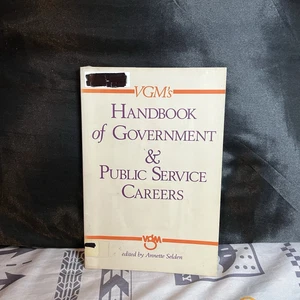 VGM's
HANDBOOK
of GOVERNMENT
&
PUBLIC SERVICE
CAREERS
VGM
edited by Annette Selden